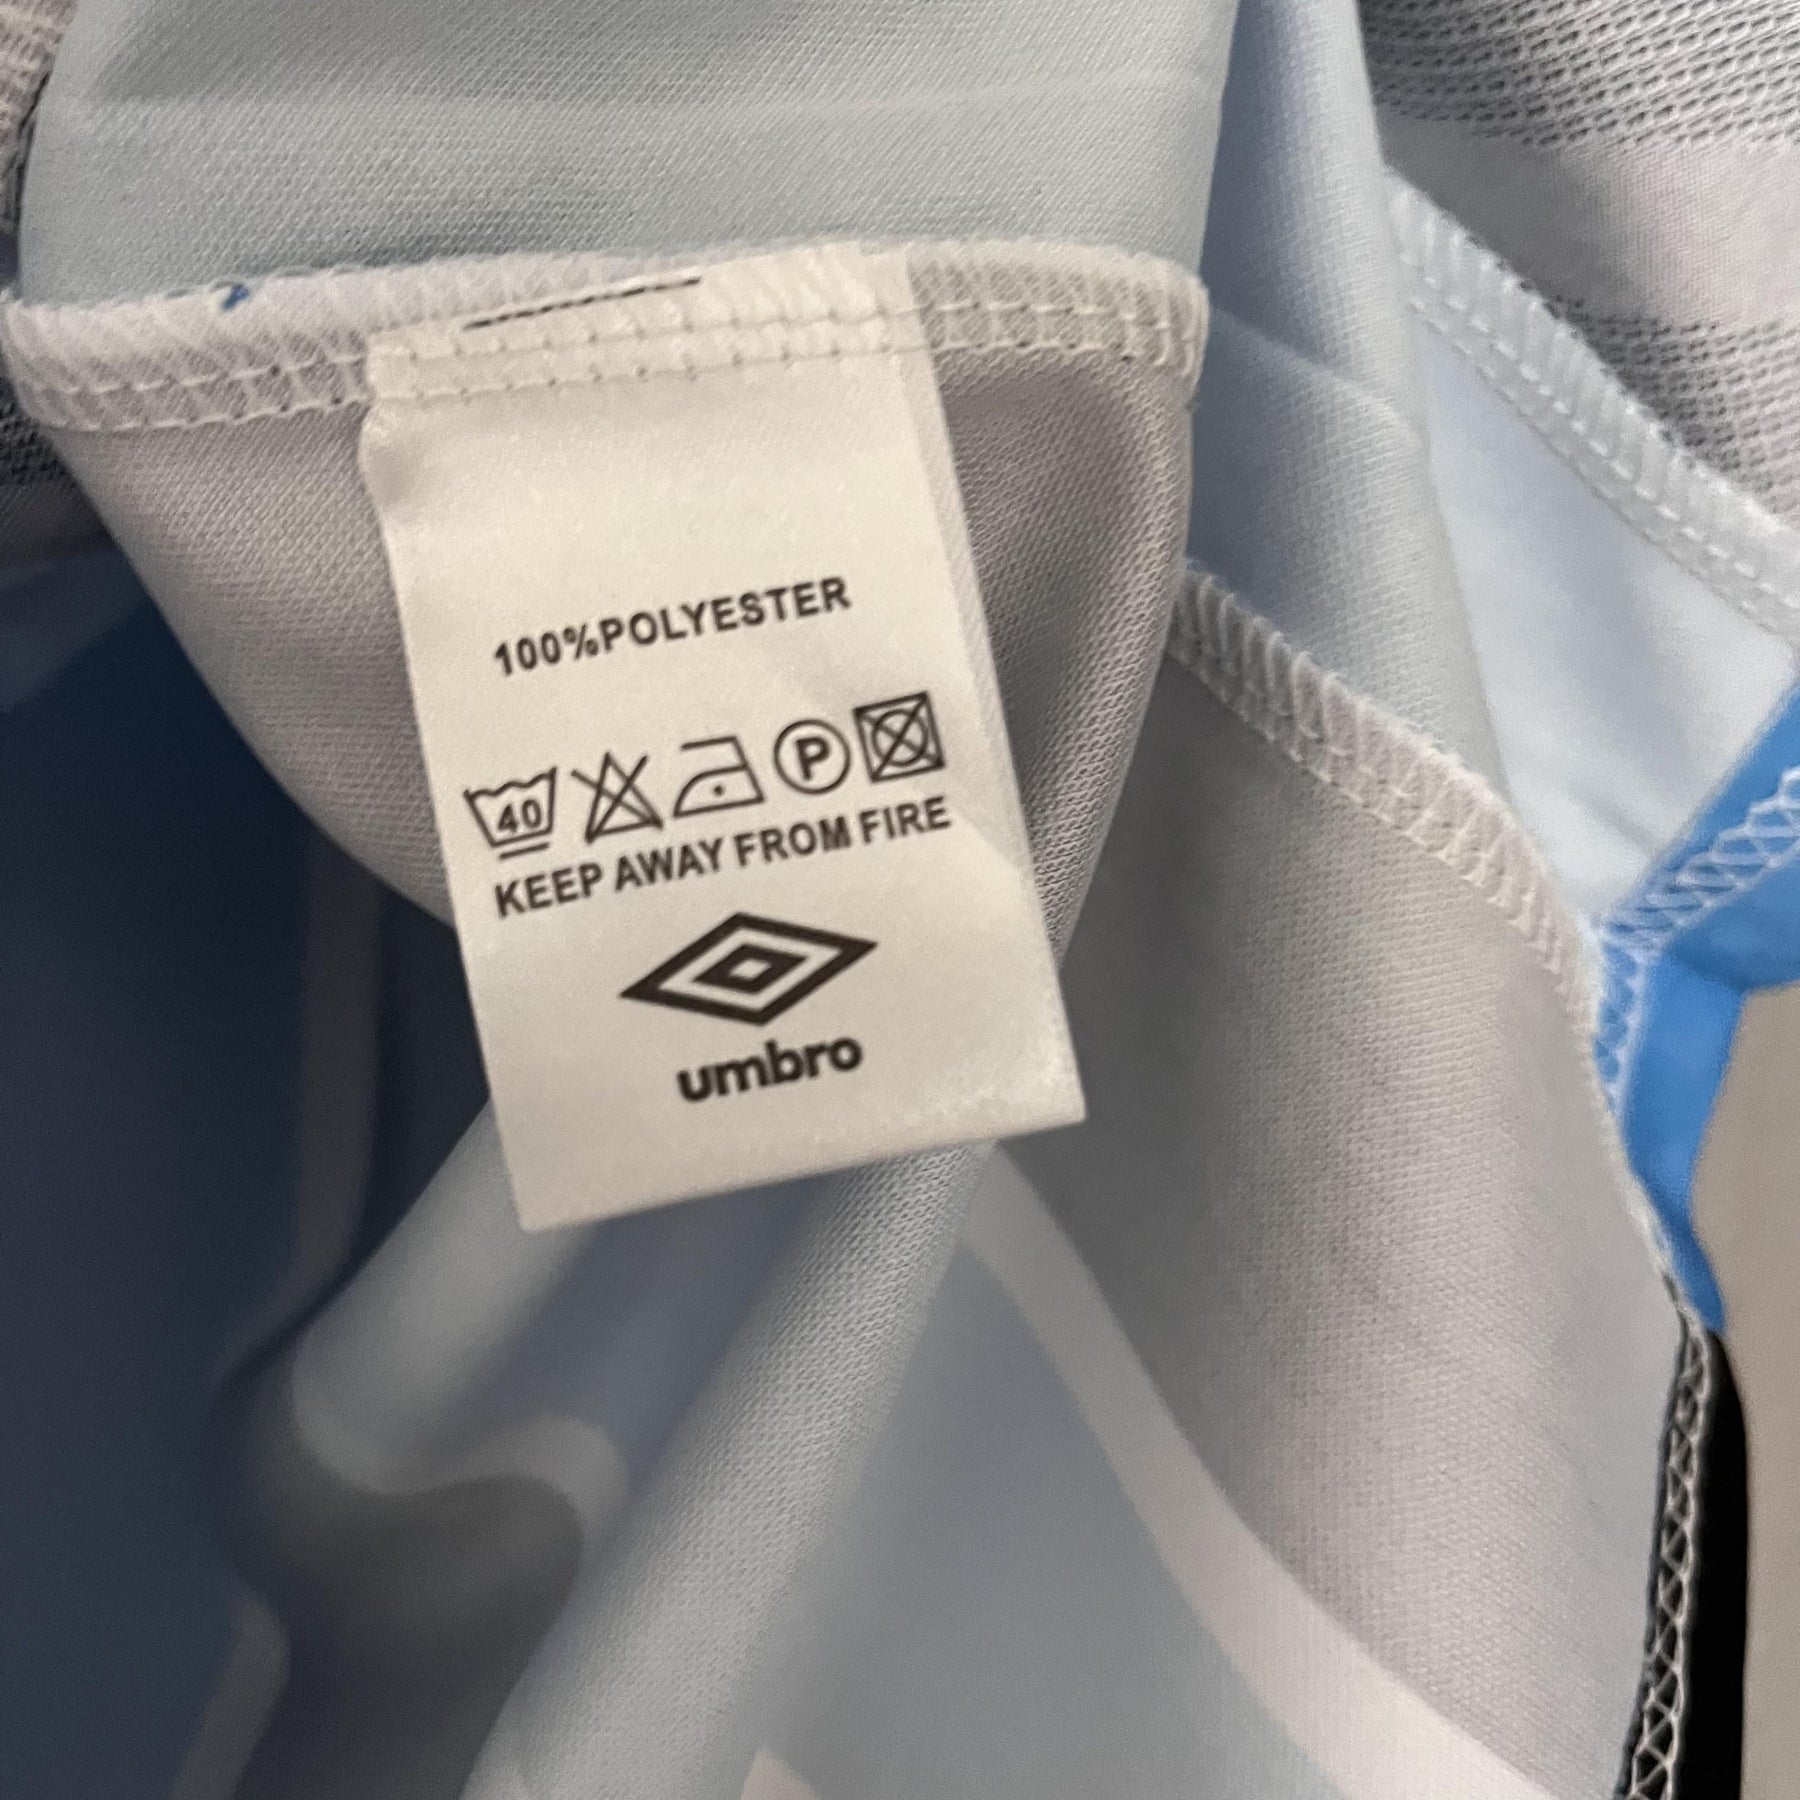 100%POLYESTER
40 P
KEEP AWAY FROM FIRE
umbro